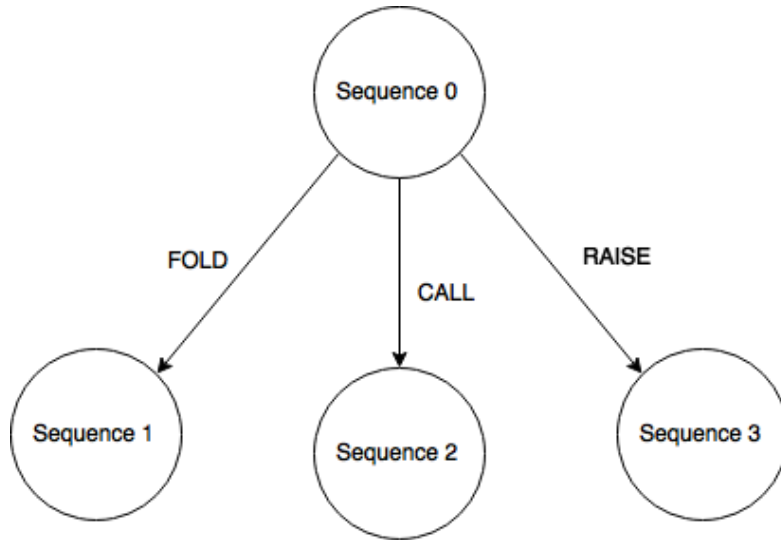 Sequence 0
FOLD
CALL
RAISE
Sequence 1
Sequence 2
Sequence 3